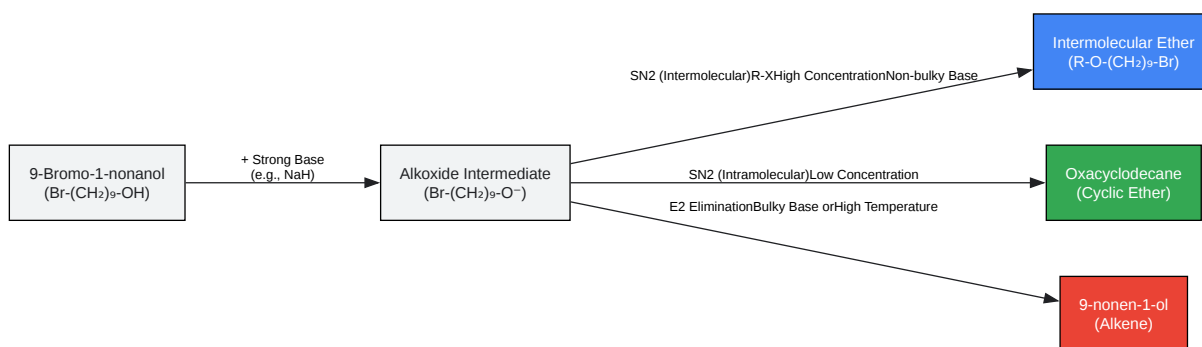 9-Bromo-1-nonanol
(Br-(CH₂)₉-OH)
+ Strong Base
(e.g., NaH)
Alkoxide Intermediate
(Br-(CH₂)₉-O⁻)
SN2 (Intermolecular)R-XHigh ConcentrationNon-bulky Base
Intermolecular Ether
(R-O-(CH₂)₉-Br)
SN2 (Intramolecular)Low Concentration
Oxacyclodecane
(Cyclic Ether)
E2 EliminationBulky Base orHigh Temperature
9-nonen-1-ol
(Alkene)